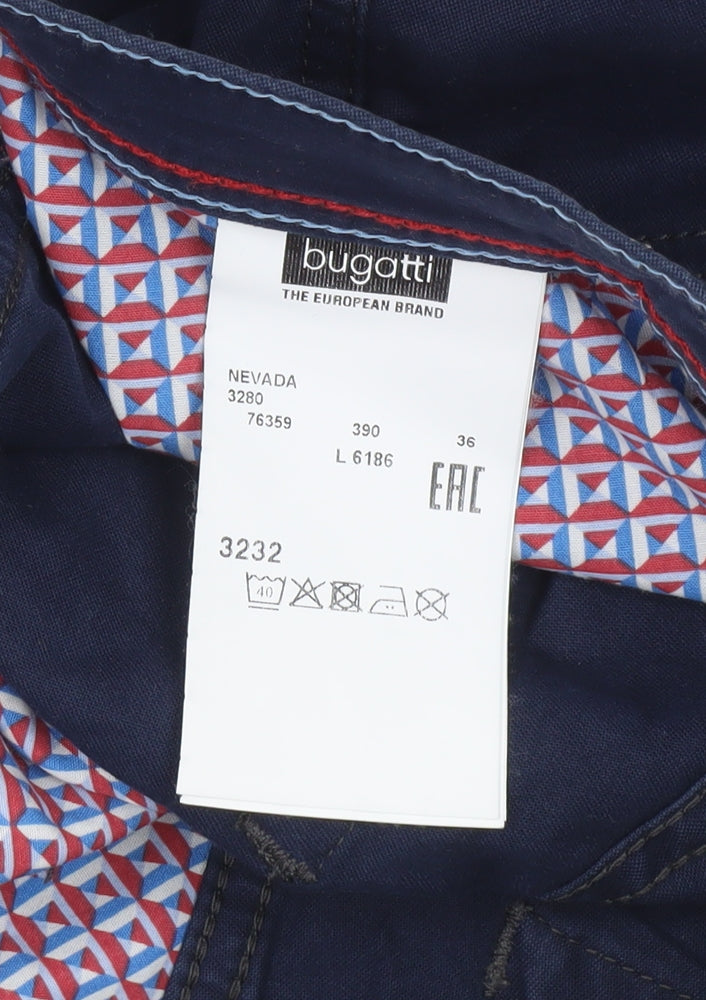 bugatti
THE EUROPEAN BRAND
NEVADA
3280
76359 390 36
L 6186
EAC
3232
40